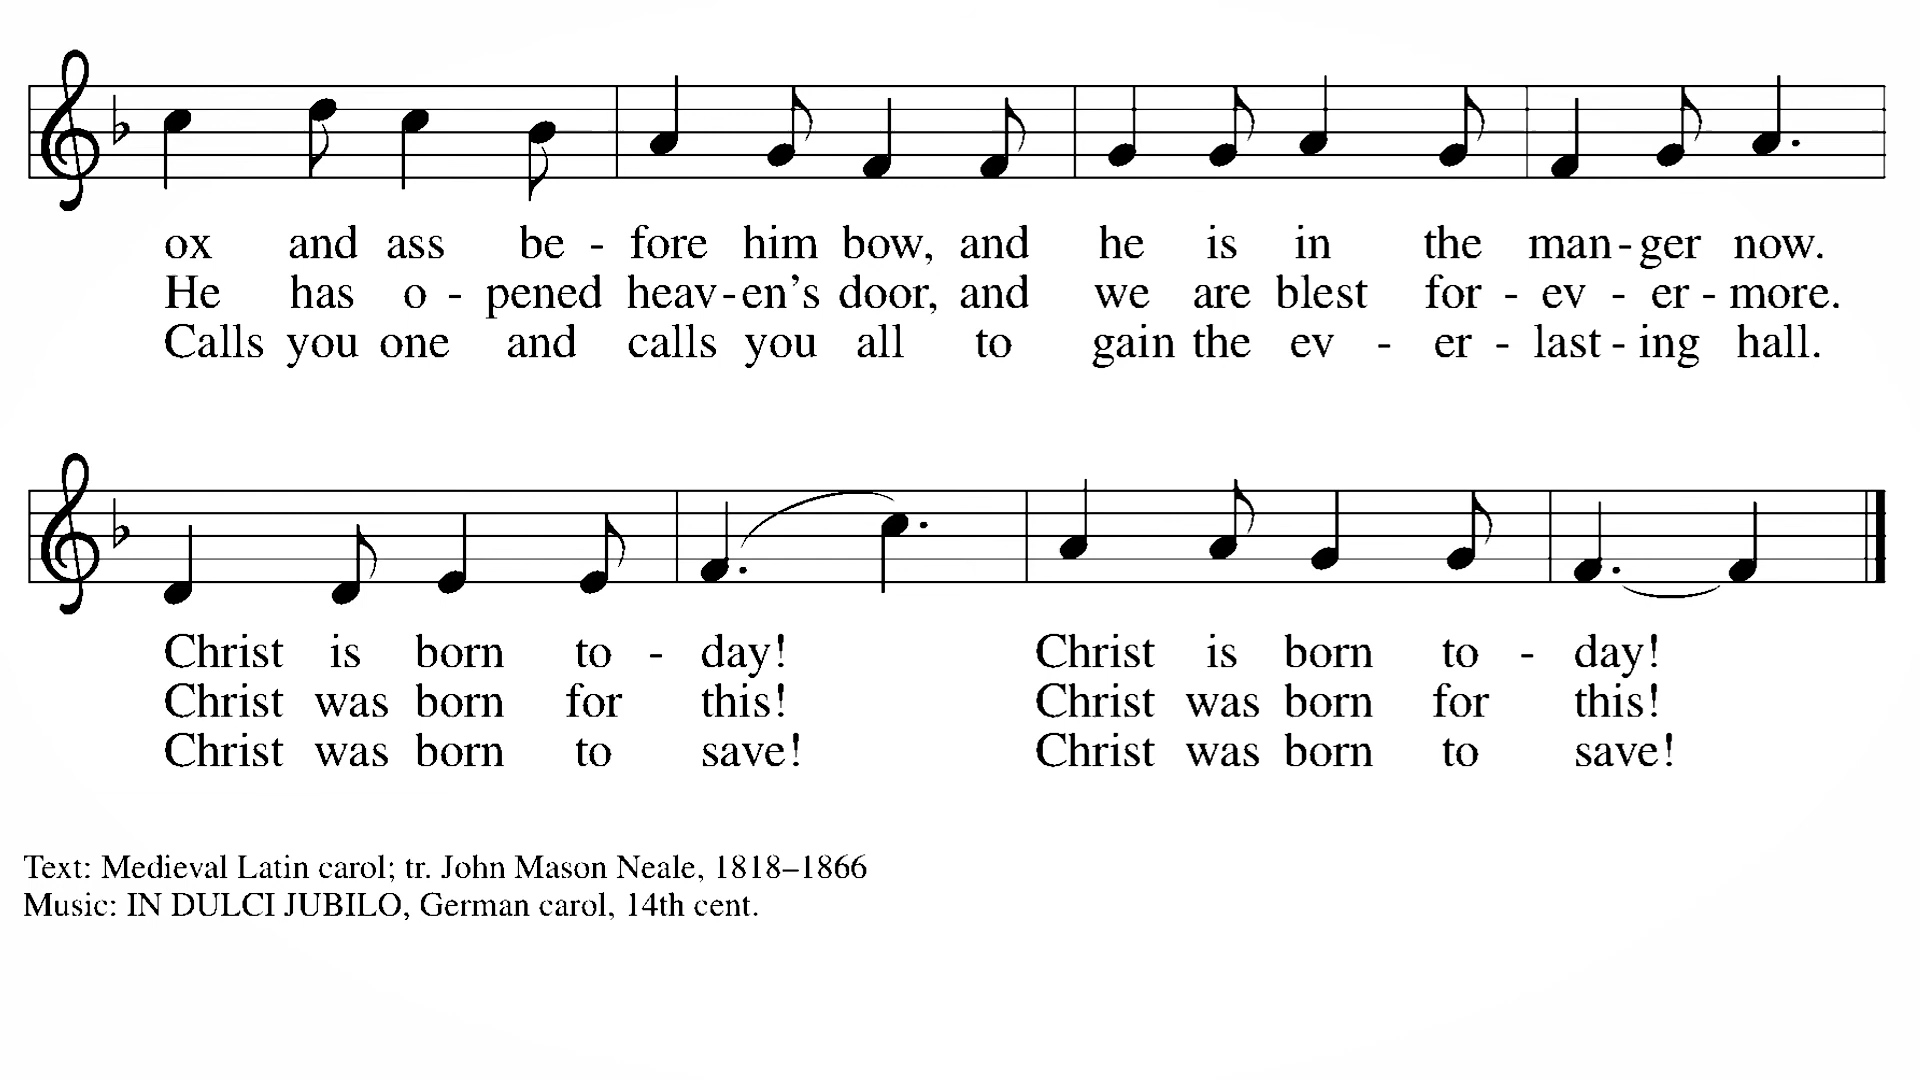 ox and ass be - fore him bow, and he is in the man - ger now.
He has o - pened heav - en's door, and we are blest for - ev - er - more.
Calls you one and calls you all to gain the ev - er - last - ing hall.
Christ is born to - day! Christ is born to - day!
Christ was born for this! Christ was born for this!
Christ was born to save! Christ was born to save!
Text: Medieval Latin carol; tr. John Mason Neale, 1818–1866
Music: IN DULCI JUBILO, German carol, 14th cent.